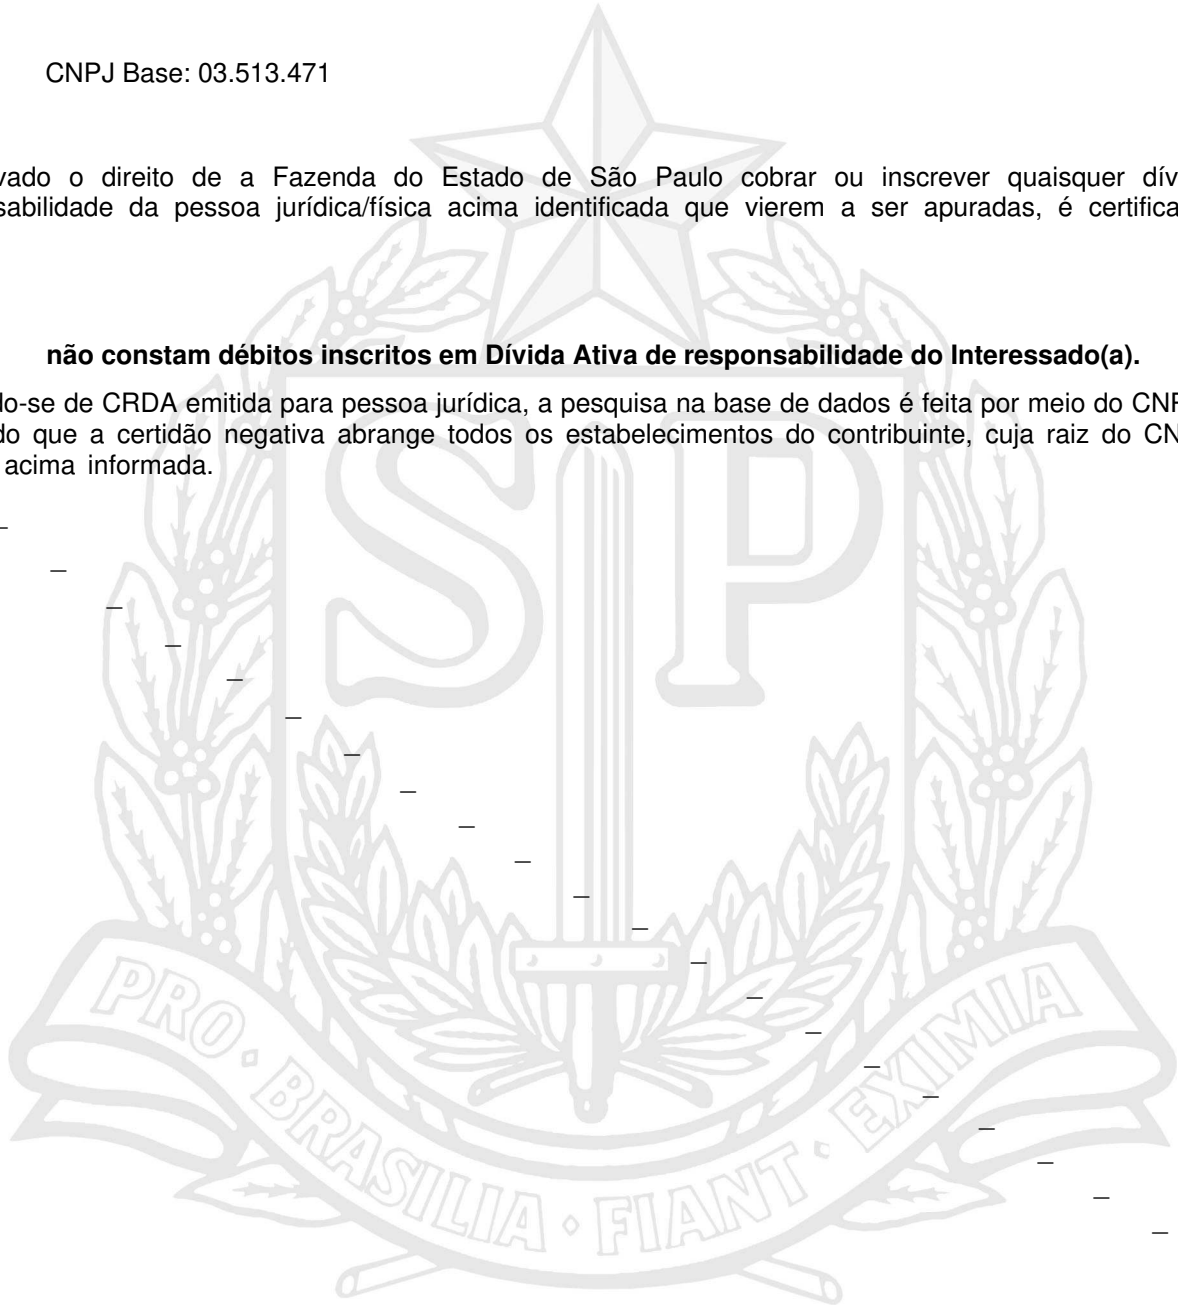 CNPJ Base: 03.513.471
vado o direito de a Fazenda do Estado de São Paulo cobrar ou inscrever quaisquer dív
sabilidade da pessoa jurídica/física acima identificada que vierem a ser apuradas, é certifica
não constam débitos inscritos em Dívida Ativa de responsabilidade do Interessado(a).
do-se de CRDA emitida para pessoa jurídica, a pesquisa na base de dados é feita por meio do CNP
do que a certidão negativa abrange todos os estabelecimentos do contribuinte, cuja raiz do CN
acima informada.
SP
PRO · BRASILIA · FIANT · EXIMIA